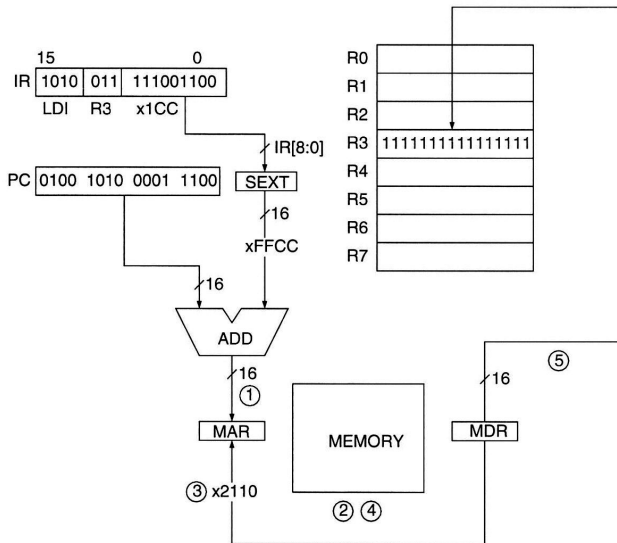 15 0
IR 1010 011 111001100
LDI R3 x1CC
IR[8:0]
PC 0100 1010 0001 1100
SEXT
16
xFFCC
16
ADD
16
①
MAR
③ x2110
MEMORY
② ④
R0
R1
R2
R3 1111111111111111
R4
R5
R6
R7
⑤
16
MDR